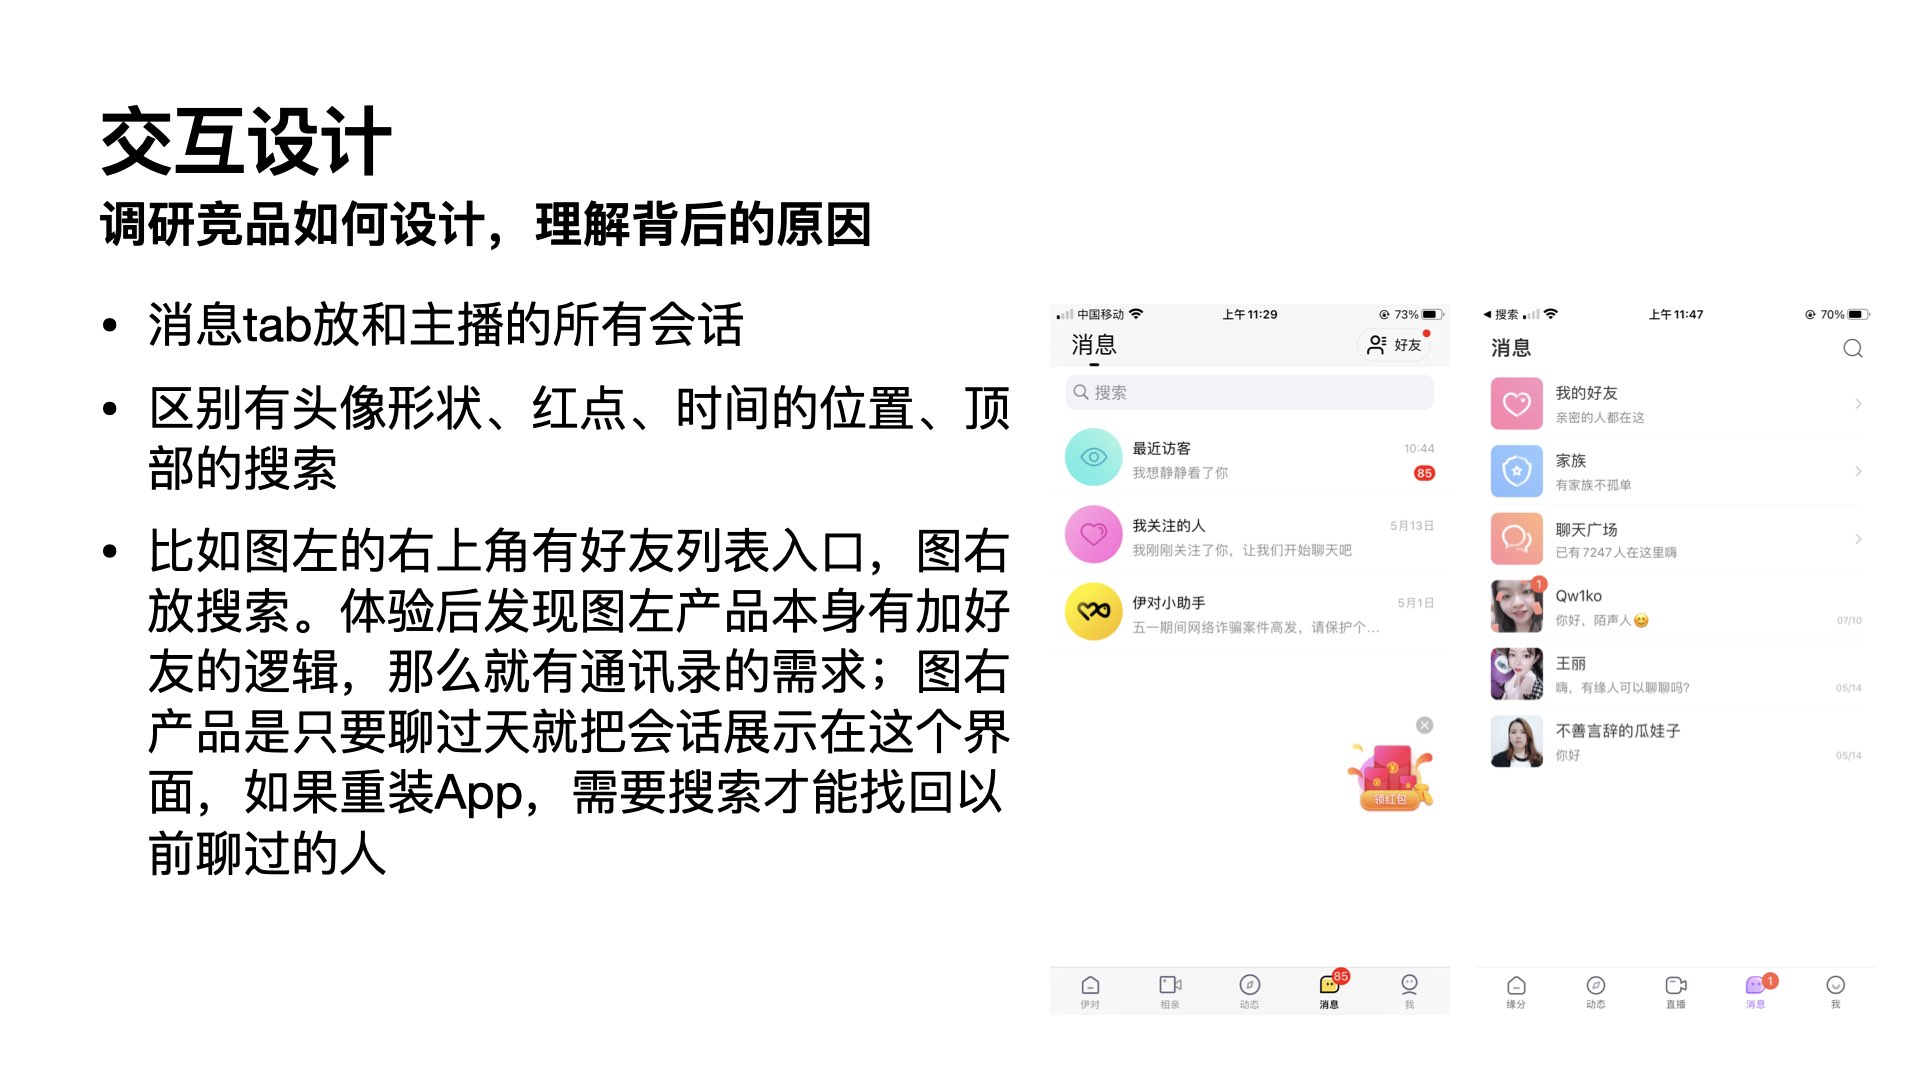 交互设计
调研竞品如何设计，理解背后的原因
• 消息tab放和主播的所有会话
• 区别有头像形状、红点、时间的位置、顶
部的搜索
• 比如图左的右上角有好友列表入口，图右
放搜索。体验后发现图左产品本身有加好
友的逻辑，那么就有通讯录的需求；图右
产品是只要聊过天就把会话展示在这个界
面，如果重装App，需要搜索才能找回以
前聊过的人
中国移动 上午11:29 73%
消息 好友
搜索
最近访客 10:44
我想静静看了你 85
我关注的人 5月13日
我刚刚关注了你，让我们开始聊天吧
伊对小助手 5月1日
五一期间网络诈骗案件高发，请保护个...
领红包
85
伊对 相亲 动态 消息 我
搜索 上午11:47 70%
消息
我的好友
亲密的人都在这
家族
有家族不孤单
聊天广场
已有7247人在这里嗨
1
Qw1ko
你好，陌声人😊 07/10
王丽
嗨，有缘人可以聊聊吗? 05/14
不善言辞的瓜娃子
你好 05/14
1
缘分 动态 直播 消息 我